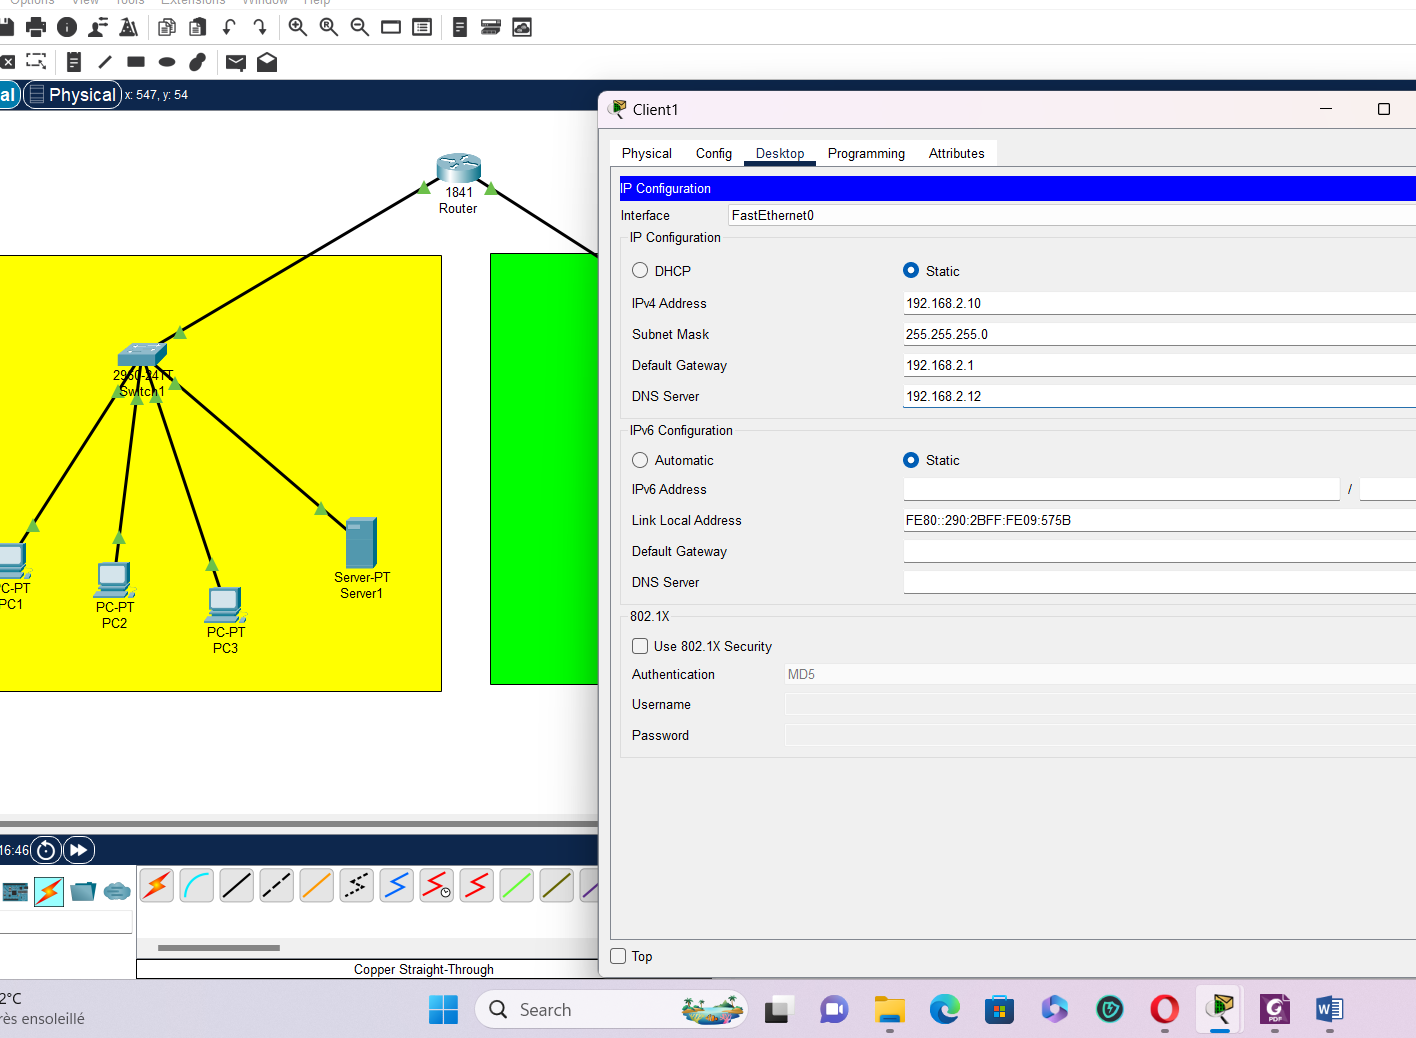 Options View Tools Extensions Window Help
Physical x: 547, y: 54
Client1
Physical Config Desktop Programming Attributes
IP Configuration
Interface FastEthernet0
IP Configuration
DHCP Static
IPv4 Address 192.168.2.10
Subnet Mask 255.255.255.0
Default Gateway 192.168.2.1
DNS Server 192.168.2.12
IPv6 Configuration
Automatic Static
IPv6 Address /
Link Local Address FE80::290:2BFF:FE09:575B
Default Gateway
DNS Server
802.1X
Use 802.1X Security
Authentication MD5
Username
Password
Top
1841
Router
2960-24TT
Switch1
C-PT
PC1
PC-PT
PC2
PC-PT
PC3
Server-PT
Server1
16:46
Copper Straight-Through
2°C
rès ensoleillé
Search